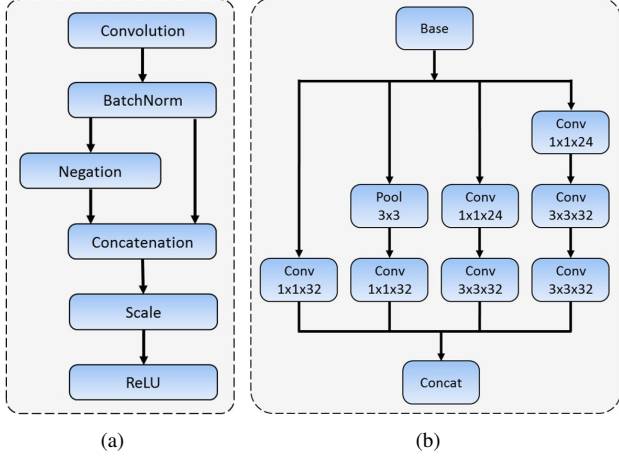 Convolution
BatchNorm
Negation
Concatenation
Scale
ReLU
(a)
Base
Conv
1x1x24
Pool
3x3
Conv
1x1x24
Conv
3x3x32
Conv
1x1x32
Conv
1x1x32
Conv
3x3x32
Conv
3x3x32
Concat
(b)